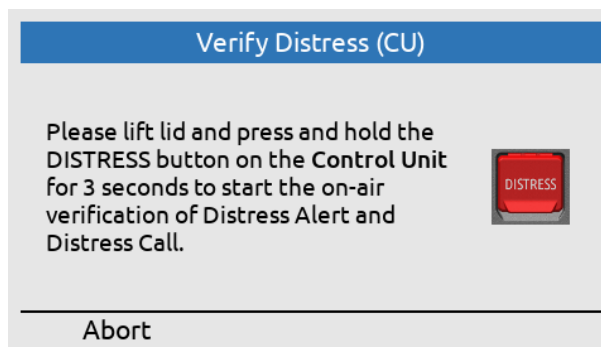 Verify Distress (CU)
Please lift lid and press and hold the
DISTRESS button on the Control Unit
for 3 seconds to start the on-air
verification of Distress Alert and
Distress Call.
DISTRESS
Abort